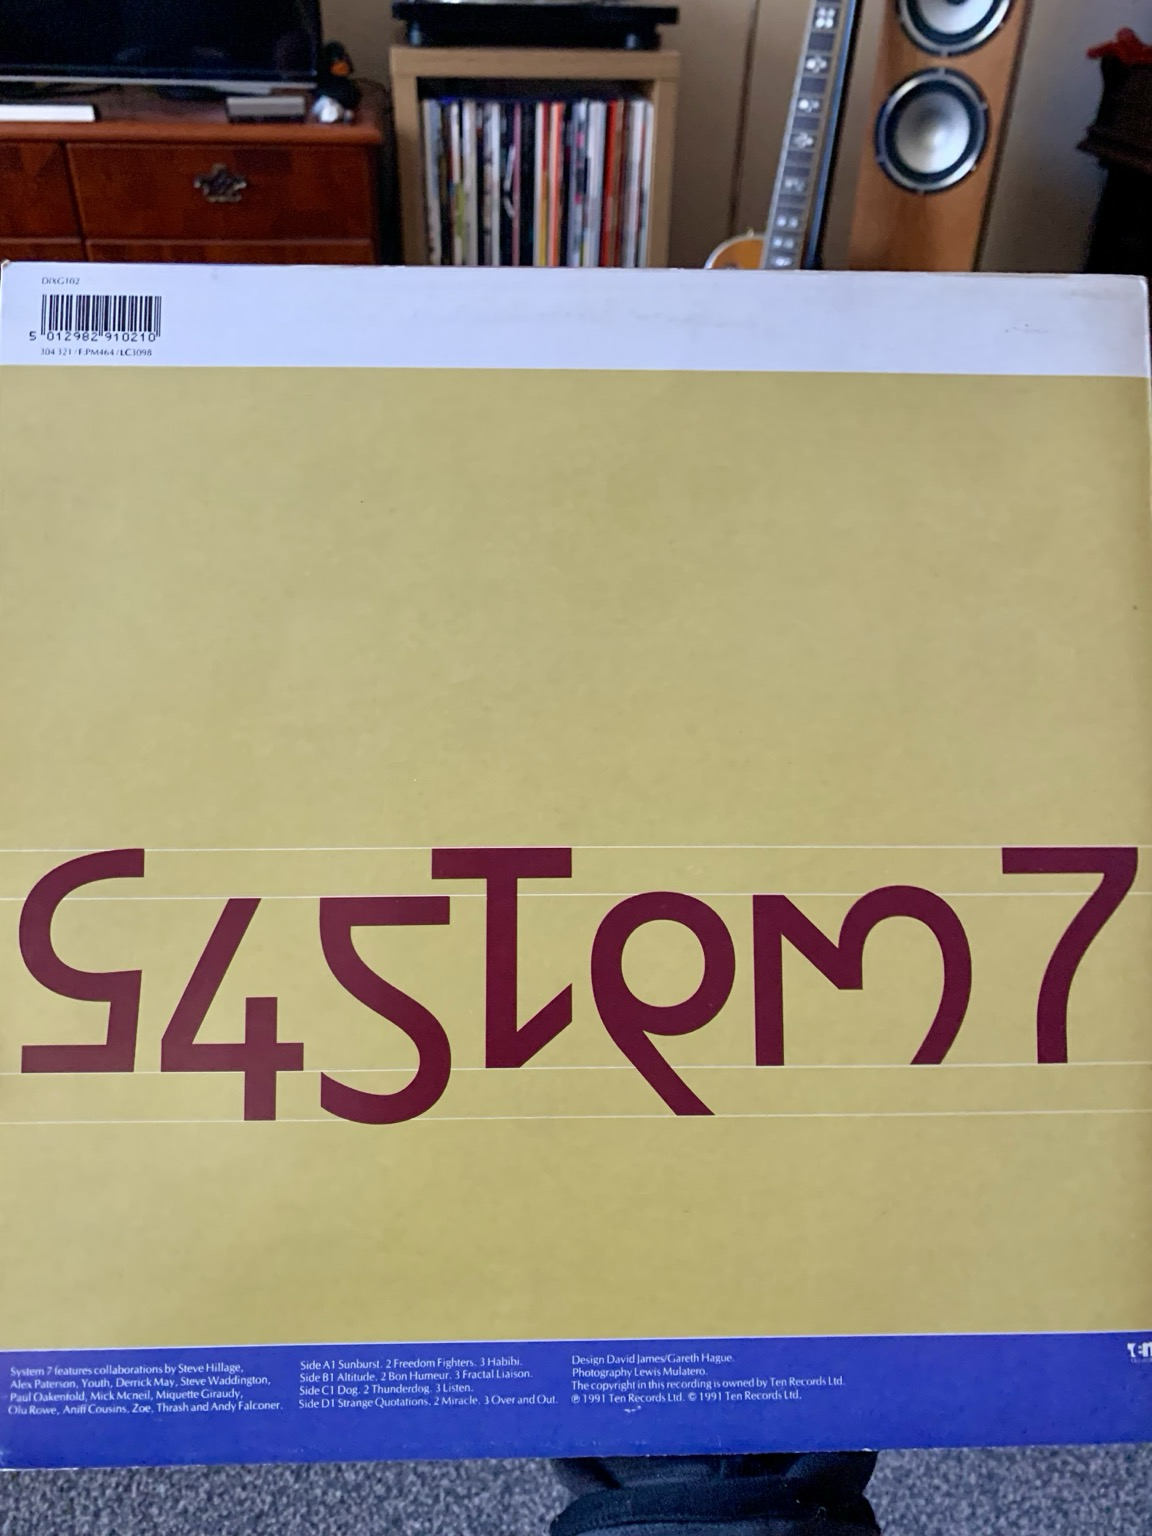 DIXG102
5 012982 910210
304 321 / F:PM464 / LC3098
System 7
System 7 features collaborations by Steve Hillage,
Alex Paterson, Youth, Derrick May, Steve Waddington,
Paul Oakenfold, Mick Mcneil, Miquette Giraudy,
Olu Rowe, Aniff Cousins, Zoe, Thrash and Andy Falconer.
Side A1 Sunburst. 2 Freedom Fighters. 3 Habibi.
Side B1 Altitude. 2 Bon Humeur. 3 Fractal Liaison.
Side C1 Dog. 2 Thunderdog. 3 Listen.
Side D1 Strange Quotations. 2 Miracle. 3 Over and Out.
Design David James/Gareth Hague.
Photography Lewis Mulatero.
The copyright in this recording is owned by Ten Records Ltd.
℗ 1991 Ten Records Ltd. © 1991 Ten Records Ltd.